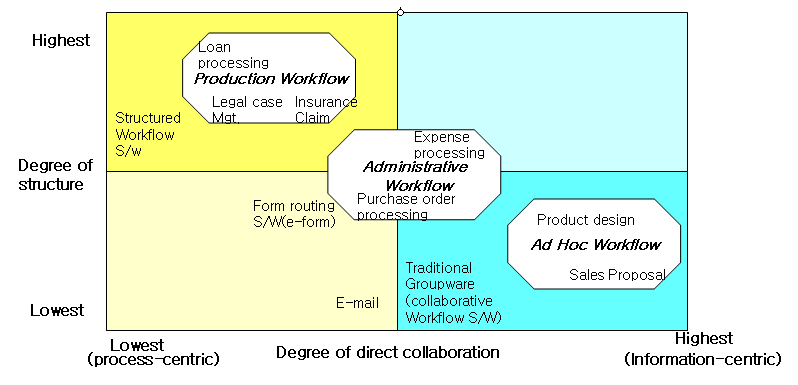 Highest
Loan
processing
Production Workflow
Legal case
Mgt.
Insurance
Claim
Structured
Workflow
S/w
Expense
processing
Degree of
structure
Administrative
Workflow
Purchase order
processing
Form routing
S/W(e-form)
Product design
Ad Hoc Workflow
Sales Proposal
Traditional
Groupware
(collaborative
Workflow S/W)
E-mail
Lowest
Lowest
(process-centric)
Degree of direct collaboration
Highest
(Information-centric)